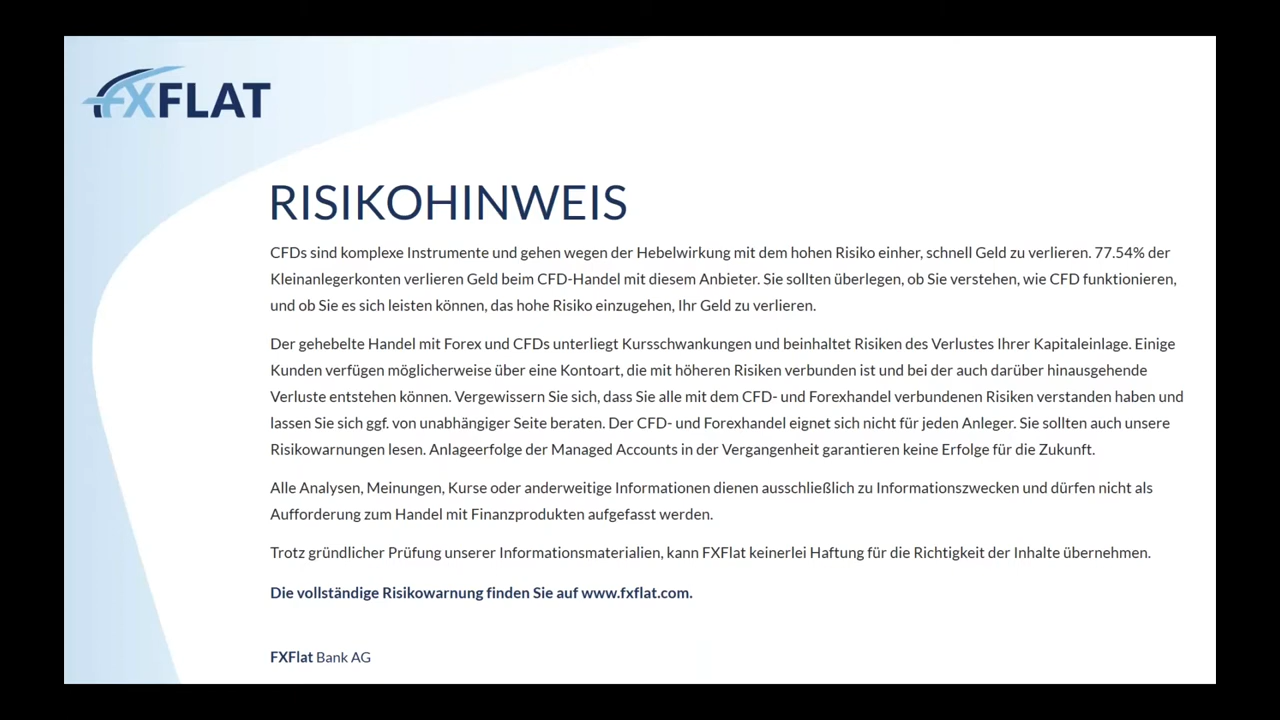 FXFLAT
RISIKOHINWEIS
CFDs sind komplexe Instrumente und gehen wegen der Hebelwirkung mit dem hohen Risiko einher, schnell Geld zu verlieren. 77.54% der
Kleinanlegerkonten verlieren Geld beim CFD-Handel mit diesem Anbieter. Sie sollten überlegen, ob Sie verstehen, wie CFD funktionieren,
und ob Sie es sich leisten können, das hohe Risiko einzugehen, Ihr Geld zu verlieren.
Der gehebelte Handel mit Forex und CFDs unterliegt Kursschwankungen und beinhaltet Risiken des Verlustes Ihrer Kapitaleinlage. Einige
Kunden verfügen möglicherweise über eine Kontoart, die mit höheren Risiken verbunden ist und bei der auch darüber hinausgehende
Verluste entstehen können. Vergewissern Sie sich, dass Sie alle mit dem CFD- und Forexhandel verbundenen Risiken verstanden haben und
lassen Sie sich ggf. von unabhängiger Seite beraten. Der CFD- und Forexhandel eignet sich nicht für jeden Anleger. Sie sollten auch unsere
Risikowarnungen lesen. Anlageerfolge der Managed Accounts in der Vergangenheit garantieren keine Erfolge für die Zukunft.
Alle Analysen, Meinungen, Kurse oder anderweitige Informationen dienen ausschließlich zu Informationszwecken und dürfen nicht als
Aufforderung zum Handel mit Finanzprodukten aufgefasst werden.
Trotz gründlicher Prüfung unserer Informationsmaterialien, kann FXFlat keinerlei Haftung für die Richtigkeit der Inhalte übernehmen.
Die vollständige Risikowarnung finden Sie auf www.fxflat.com.
FXFlat Bank AG